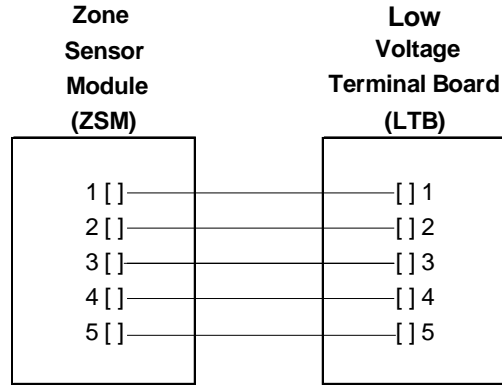 Zone
Sensor
Module
(ZSM)
Low
Voltage
Terminal Board
(LTB)
1 [ ] [ ] 1
2 [ ] [ ] 2
3 [ ] [ ] 3
4 [ ] [ ] 4
5 [ ] [ ] 5